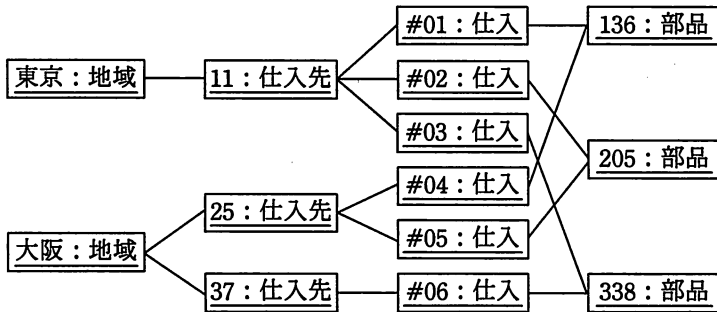 #01：仕入
136：部品
東京：地域
11：仕入先
#02：仕入
#03：仕入
205：部品
#04：仕入
25：仕入先
#05：仕入
大阪：地域
37：仕入先
#06：仕入
338：部品